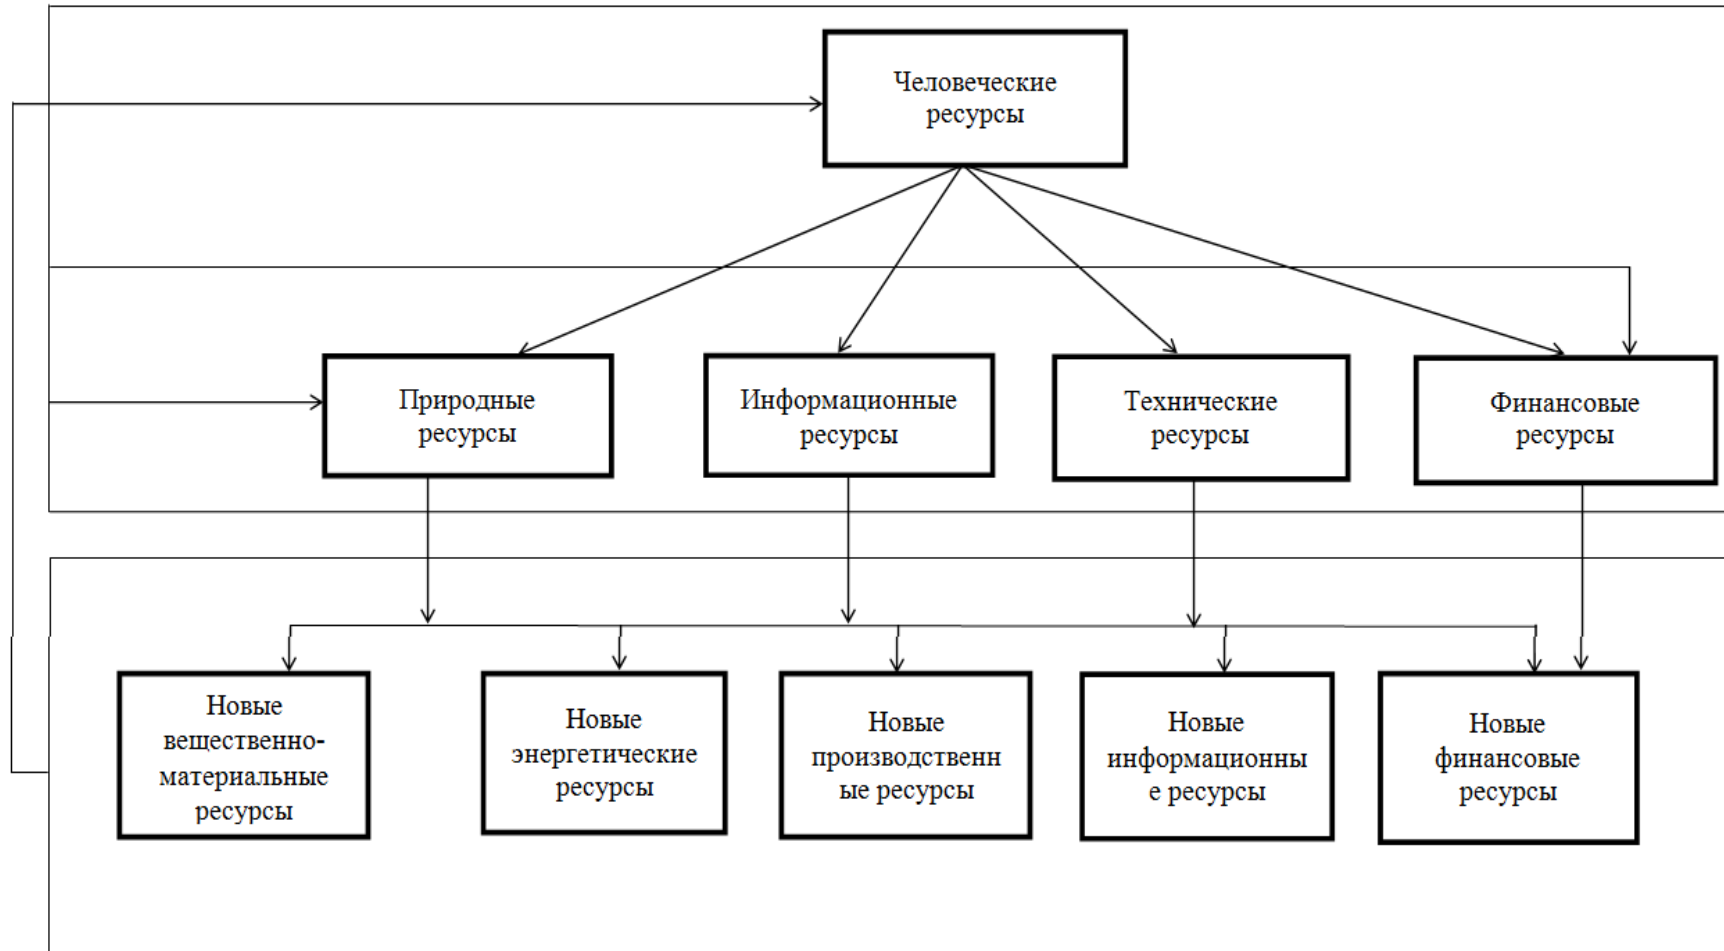 Человеческие
ресурсы
Природные
ресурсы
Информационные
ресурсы
Технические
ресурсы
Финансовые
ресурсы
Новые
вещественно-
материальные
ресурсы
Новые
энергетические
ресурсы
Новые
производственн
ые ресурсы
Новые
информационны
е ресурсы
Новые
финансовые
ресурсы